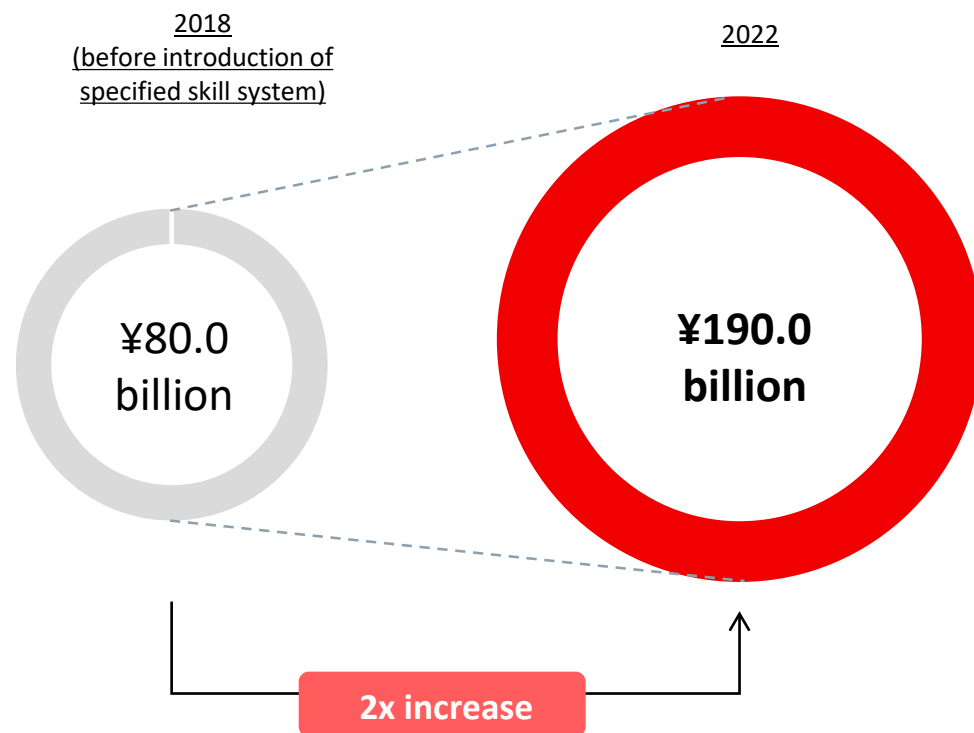 2018
(before introduction of
specified skill system)
2022
¥80.0
billion
¥190.0
billion
2x increase